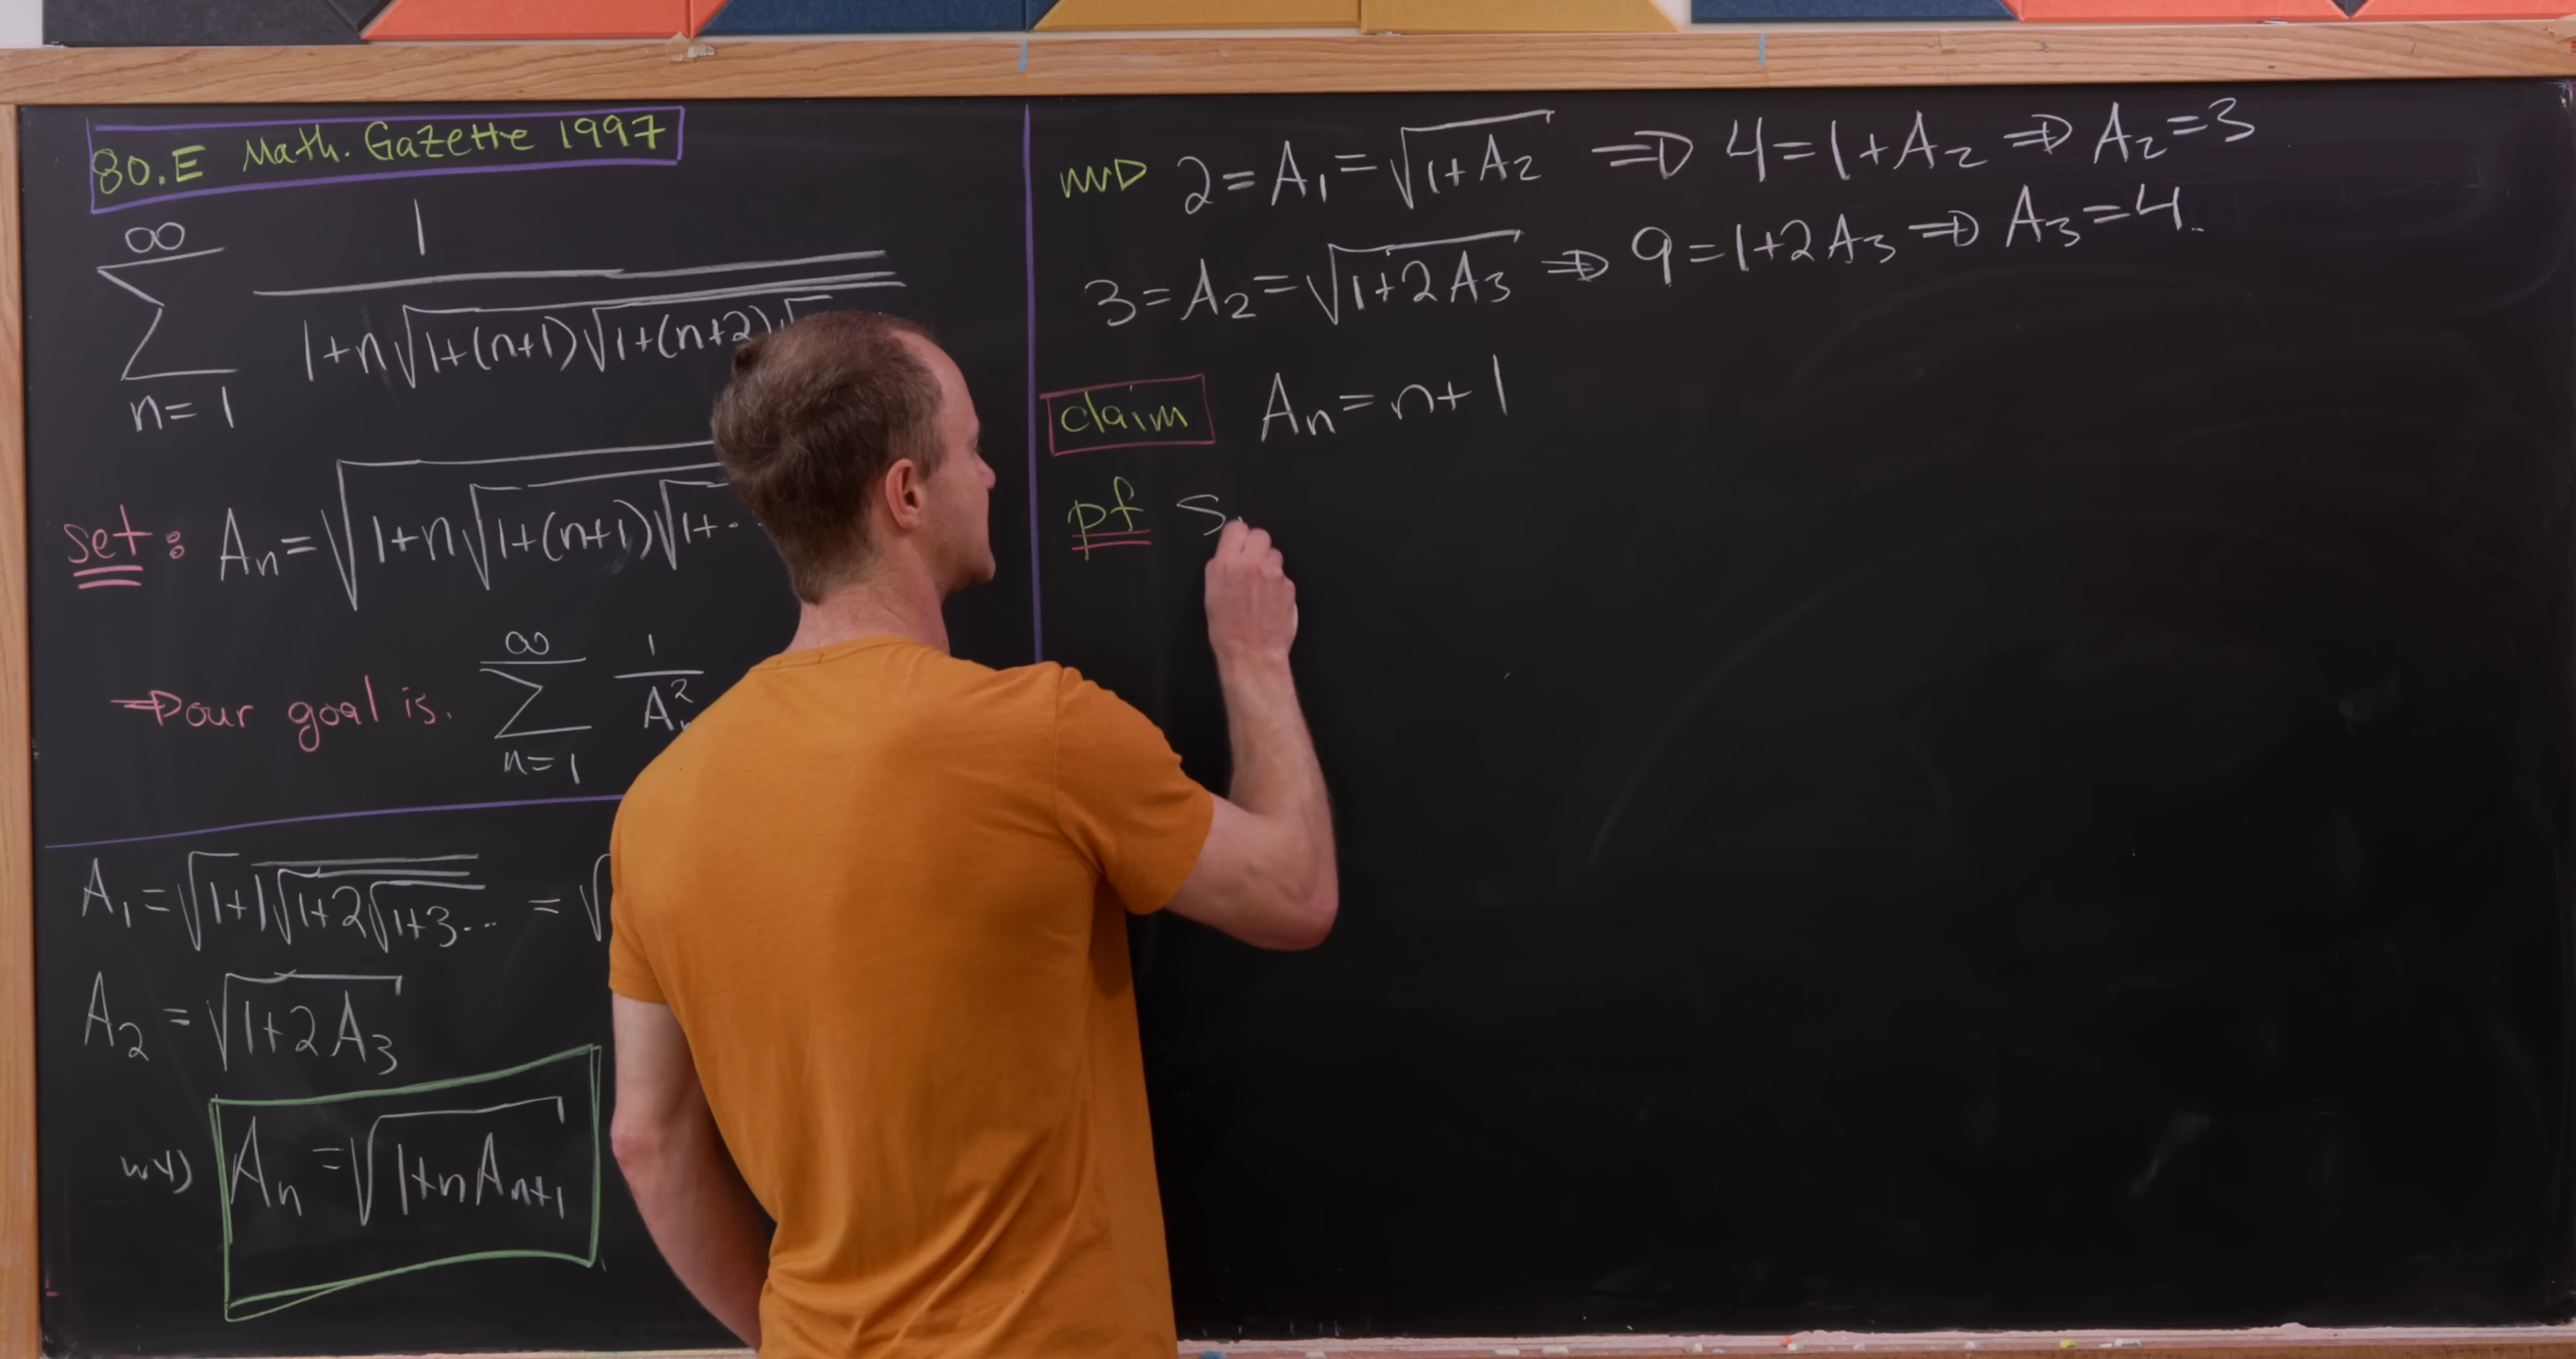 80.E Math. Gazette 1997
∞
∑
n=1
1
1+n√1+(n+1)√1+(n+2)√
set: Aₙ=√1+n√1+(n+1)√1+..
⇒ our goal is. ∞ ∑ n=1 1/A²
A₁=√1+1√1+2√1+3... = √
A₂ = √1+2A₃
Aₙ=√1+nAₙ₊₁
2=A₁=√1+A₂ ⇒ 4=1+A₂ ⇒ A₂=3
3=A₂=√1+2A₃ ⇒ 9=1+2A₃ ⇒ A₃=4.
claim Aₙ=n+1
pf S